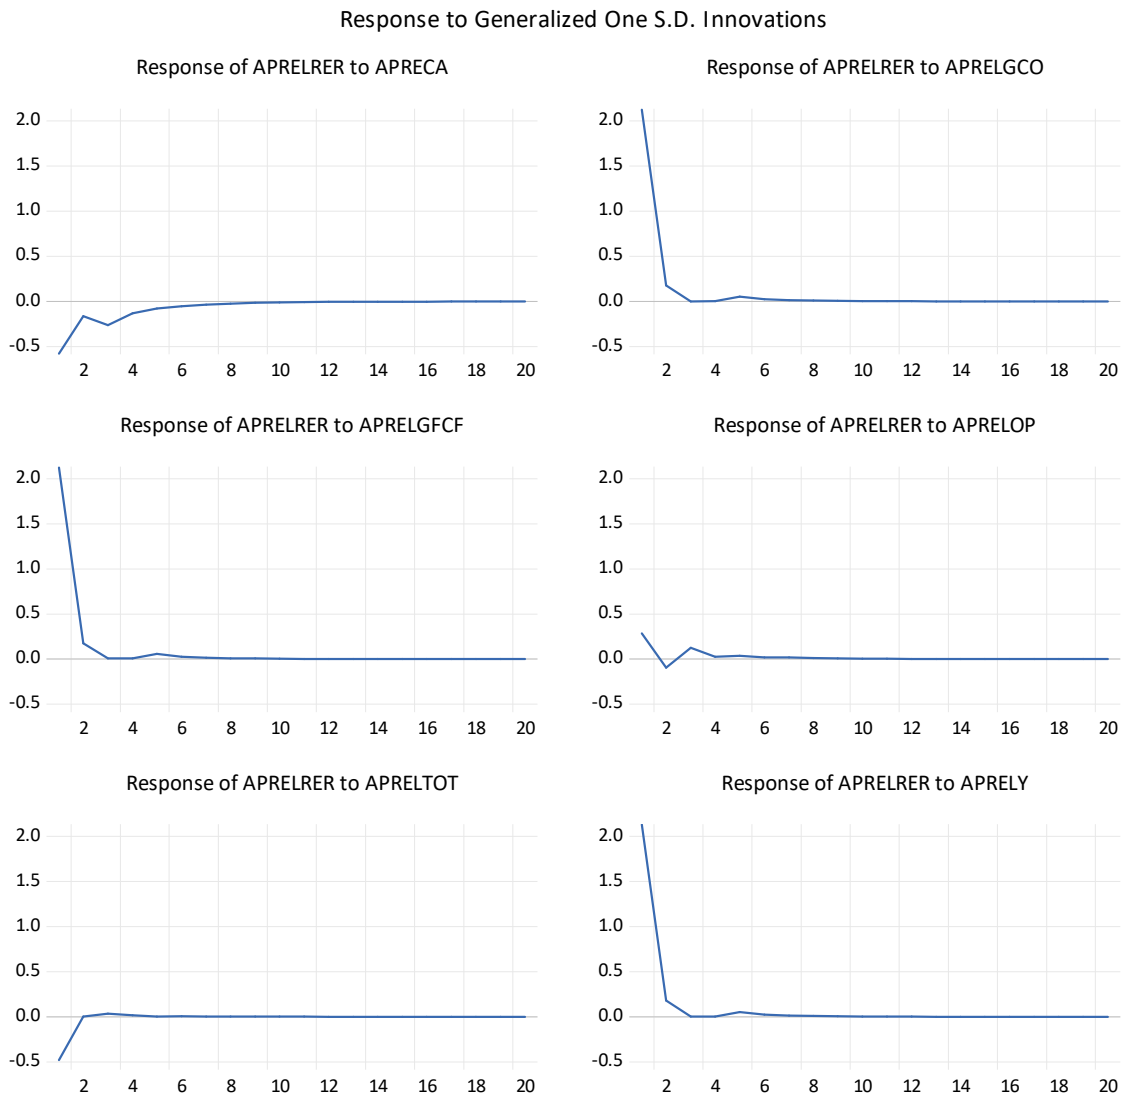 Response to Generalized One S.D. Innovations
Response of APRELRER to APRECA
2.0
1.5
1.0
0.5
0.0
-0.5
2 4 6 8 10 12 14 16 18 20
Response of APRELRER to APRELGCO
2.0
1.5
1.0
0.5
0.0
-0.5
2 4 6 8 10 12 14 16 18 20
Response of APRELRER to APRELGFCF
2.0
1.5
1.0
0.5
0.0
-0.5
2 4 6 8 10 12 14 16 18 20
Response of APRELRER to APRELOP
2.0
1.5
1.0
0.5
0.0
-0.5
2 4 6 8 10 12 14 16 18 20
Response of APRELRER to APRELTOT
2.0
1.5
1.0
0.5
0.0
-0.5
2 4 6 8 10 12 14 16 18 20
Response of APRELRER to APRELY
2.0
1.5
1.0
0.5
0.0
-0.5
2 4 6 8 10 12 14 16 18 20